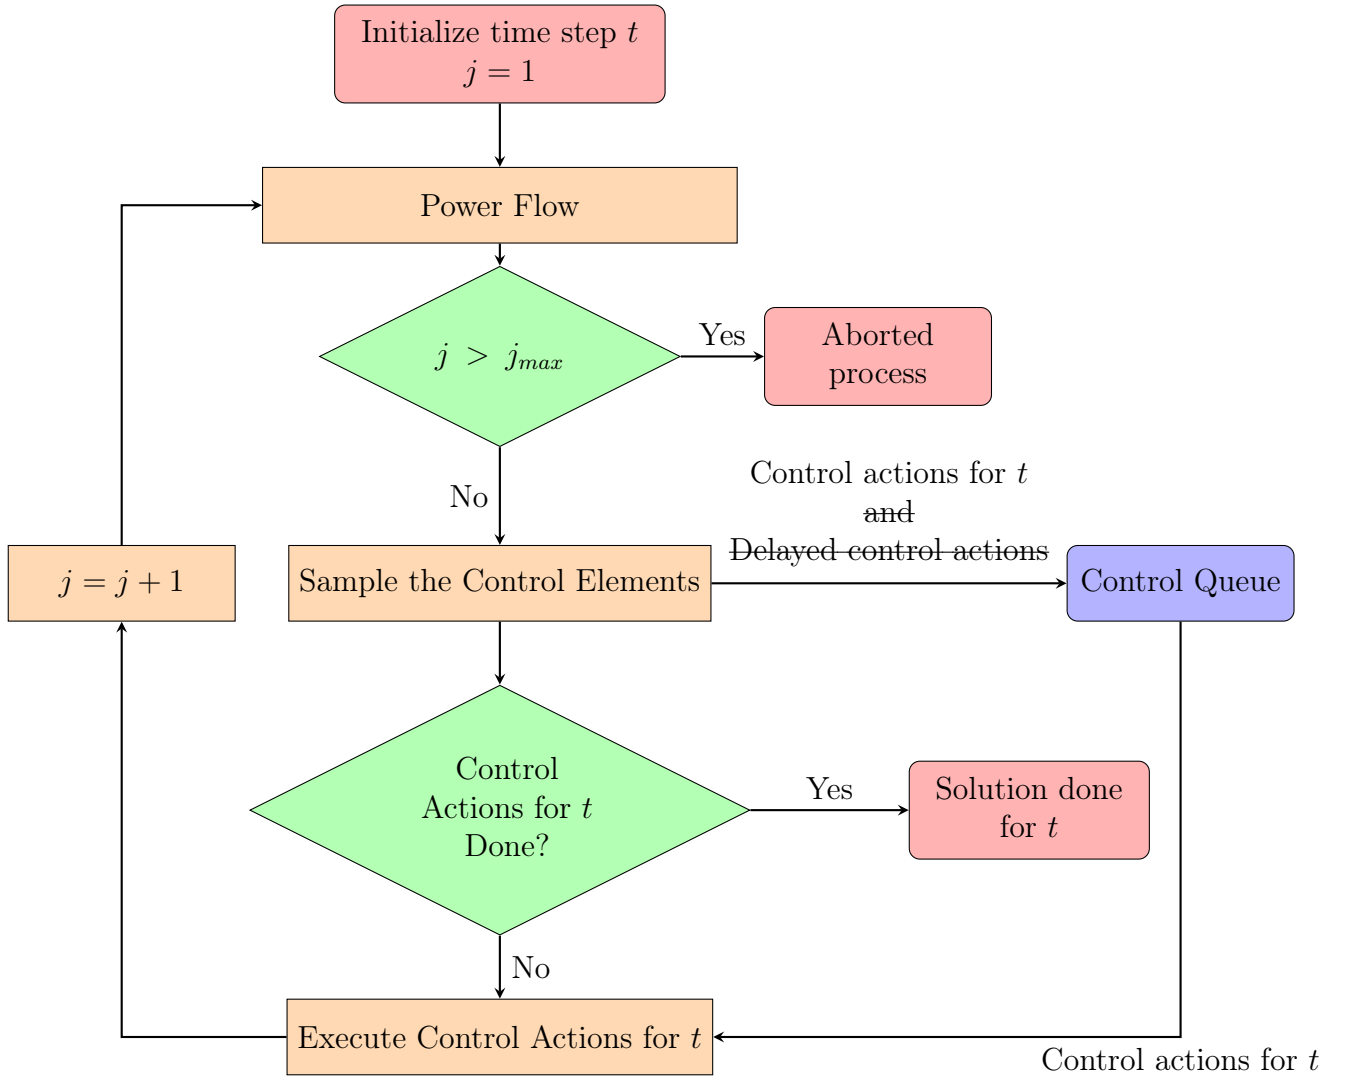 Initialize time step t
j = 1
Power Flow
j > j_max
Yes
Aborted
process
No
Control actions for t
and
Delayed control actions
j = j + 1
Sample the Control Elements
Control Queue
Control
Actions for t
Done?
Yes
Solution done
for t
No
Execute Control Actions for t
Control actions for t